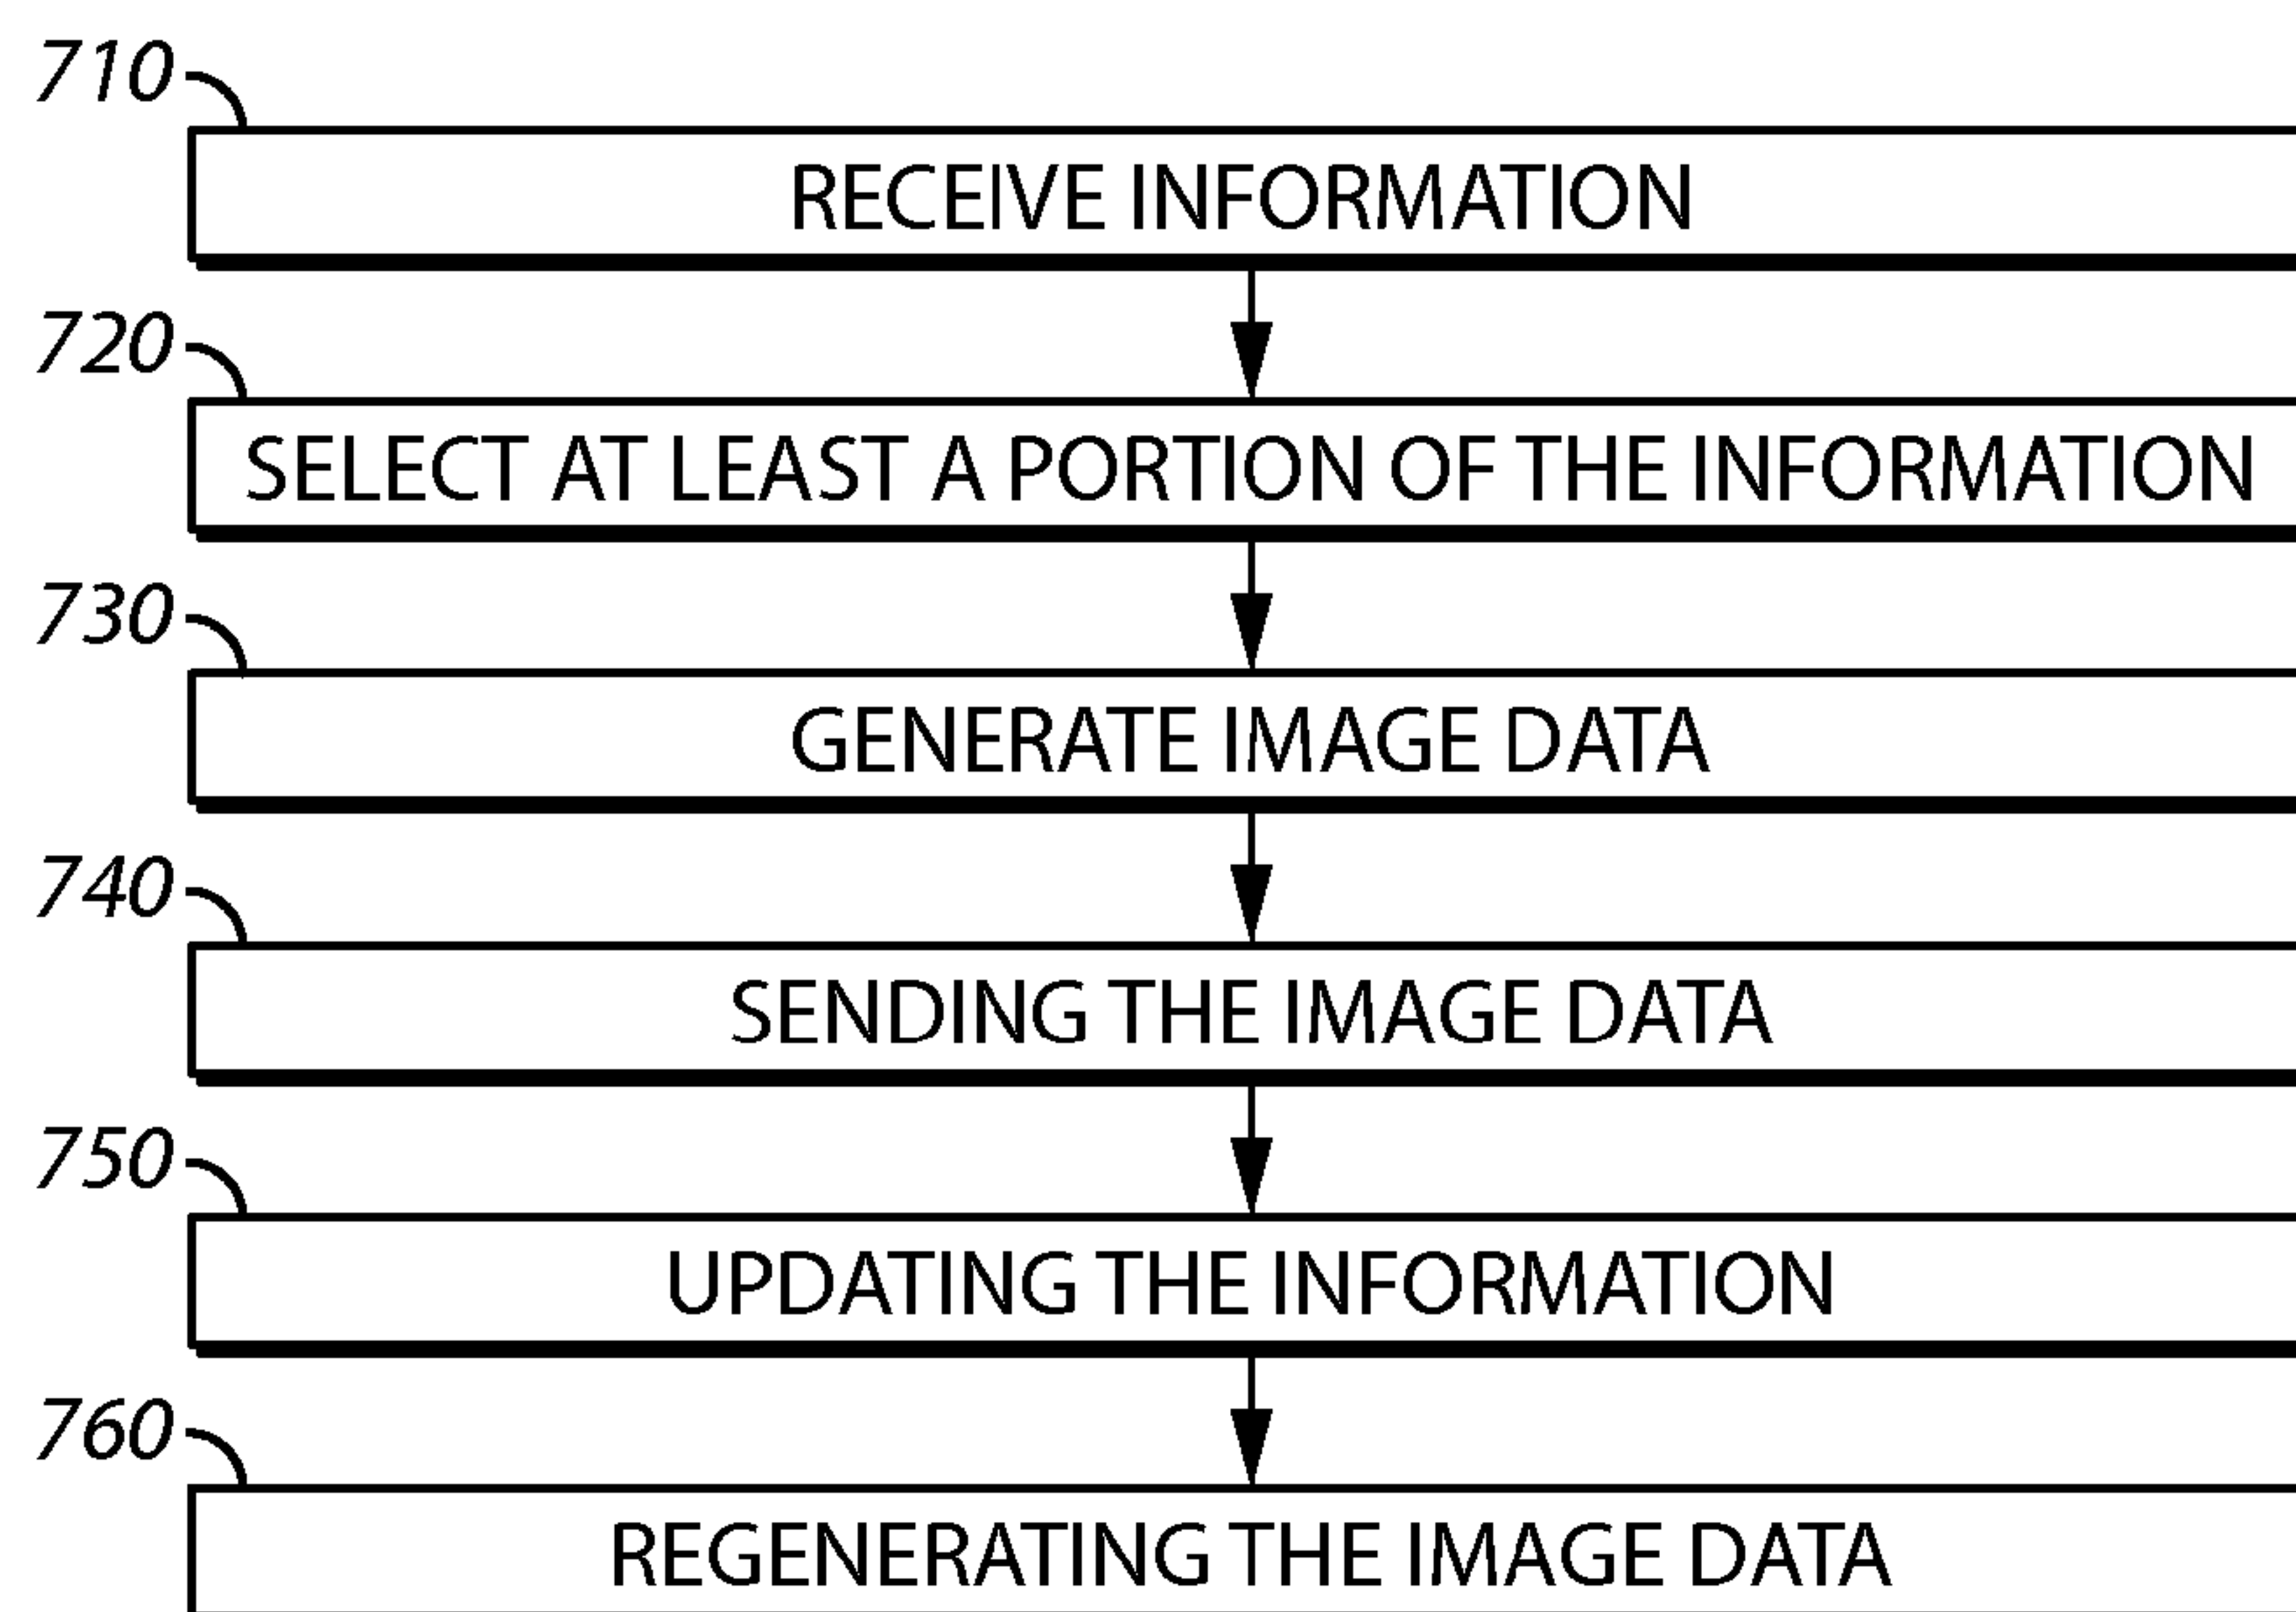 710
RECEIVE INFORMATION
720
SELECT AT LEAST A PORTION OF THE INFORMATION
730
GENERATE IMAGE DATA
740
SENDING THE IMAGE DATA
750
UPDATING THE INFORMATION
760
REGENERATING THE IMAGE DATA